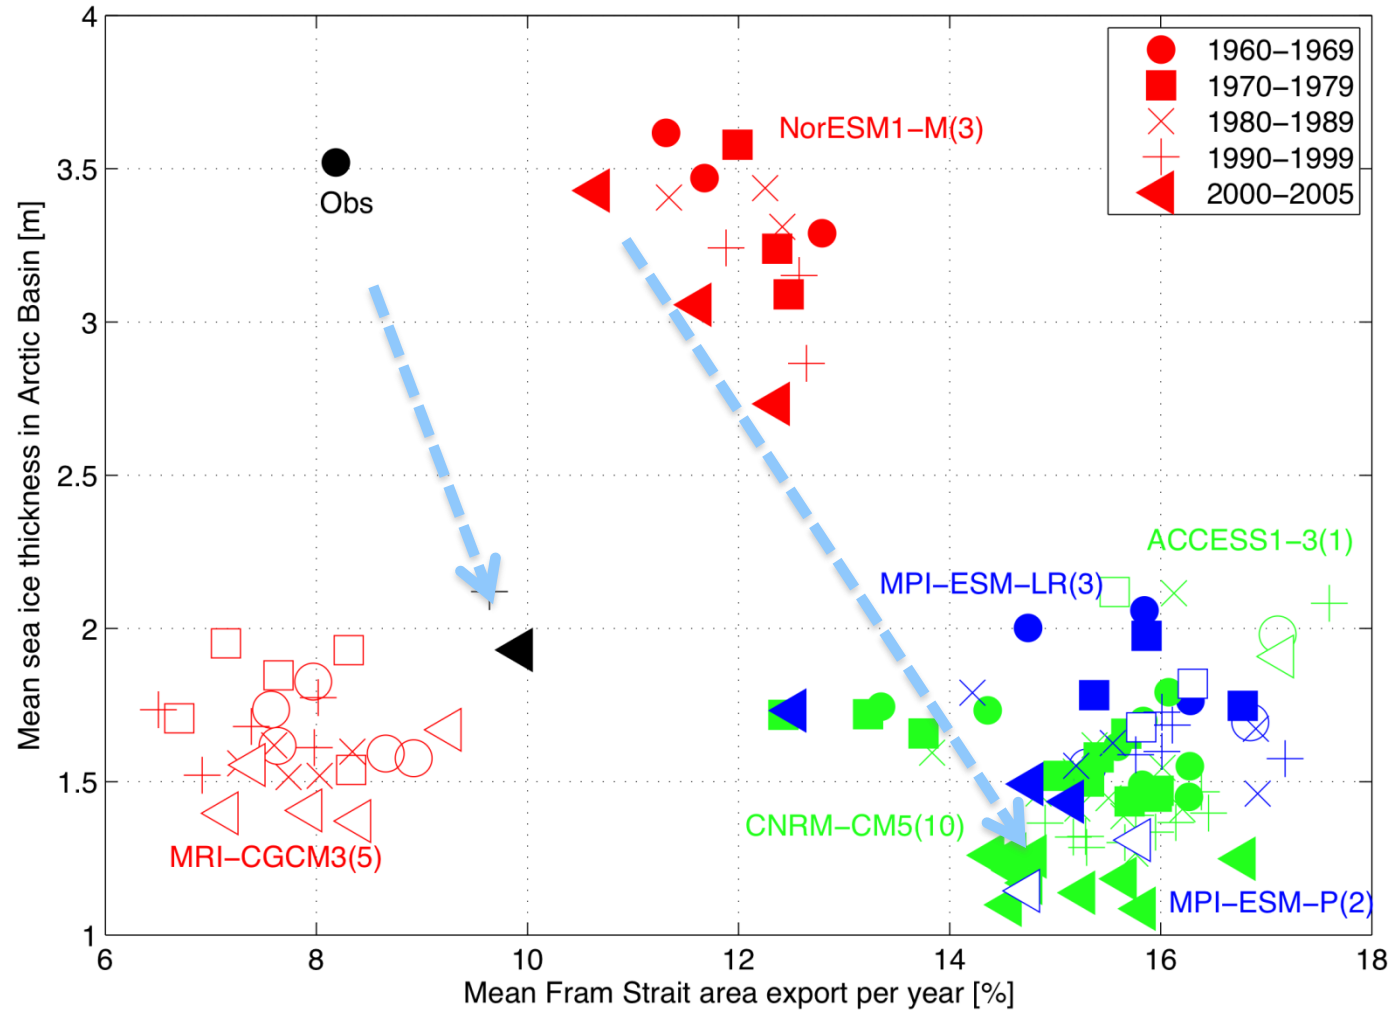 4
3.5
3
2.5
2
1.5
1
Mean sea ice thickness in Arctic Basin [m]
1960−1969
1970−1979
1980−1989
1990−1999
2000−2005
NorESM1−M(3)
Obs
ACCESS1−3(1)
MPI−ESM−LR(3)
CNRM−CM5(10)
MRI−CGCM3(5)
MPI−ESM−P(2)
6 8 10 12 14 16 18
Mean Fram Strait area export per year [%]